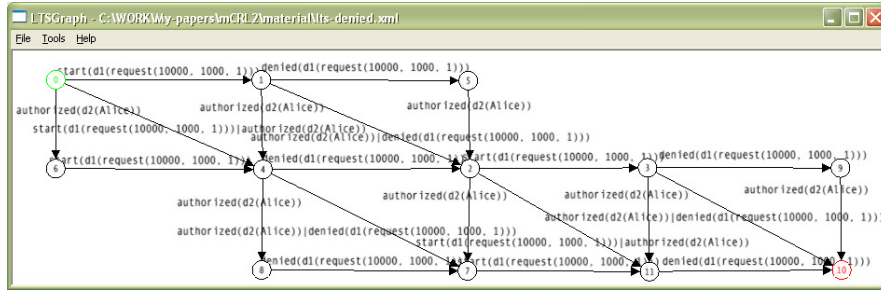 LTSGraph - C:\WORK\My-papers\mCRL2\material\lts-denied.xml
File Tools Help
start(d1(request(10000, 1000, 1))) denied(d1(request(10000, 1000, 1)))
0 1 5
authorized(d2(Alice)) authorized(d2(Alice)) authorized(d2(Alice))
start(d1(request(10000, 1000, 1)))|authorized(d2(Alice))
authorized(d2(Alice))|denied(d1(request(10000, 1000, 1)))
start(d1(request(10000, 1000, 1))) denied(d1(request(10000, 1000, 1))) start(d1(request(10000, 1000, 1))) denied(d1(request(10000, 1000, 1)))
6 4 2 3 9
authorized(d2(Alice)) authorized(d2(Alice)) authorized(d2(Alice)) authorized(d2(Alice))
authorized(d2(Alice))|denied(d1(request(10000, 1000, 1)))
authorized(d2(Alice))|denied(d1(request(10000, 1000, 1)))
start(d1(request(10000, 1000, 1)))|authorized(d2(Alice))
denied(d1(request(10000, 1000, 1))) start(d1(request(10000, 1000, 1))) denied(d1(request(10000, 1000, 1)))
8 7 11 10